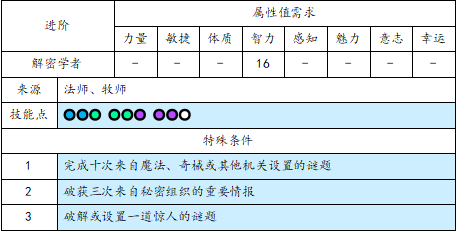 进阶 属性值需求
力量 敏捷 体质 智力 感知 魅力 意志 幸运
解密学者 - - - 16 - - - -
来源 法师、牧师
技能点
特殊条件
1 完成十次来自魔法、奇械或其他机关设置的谜题
2 破获三次来自秘密组织的重要情报
3 破解或设置一道惊人的谜题